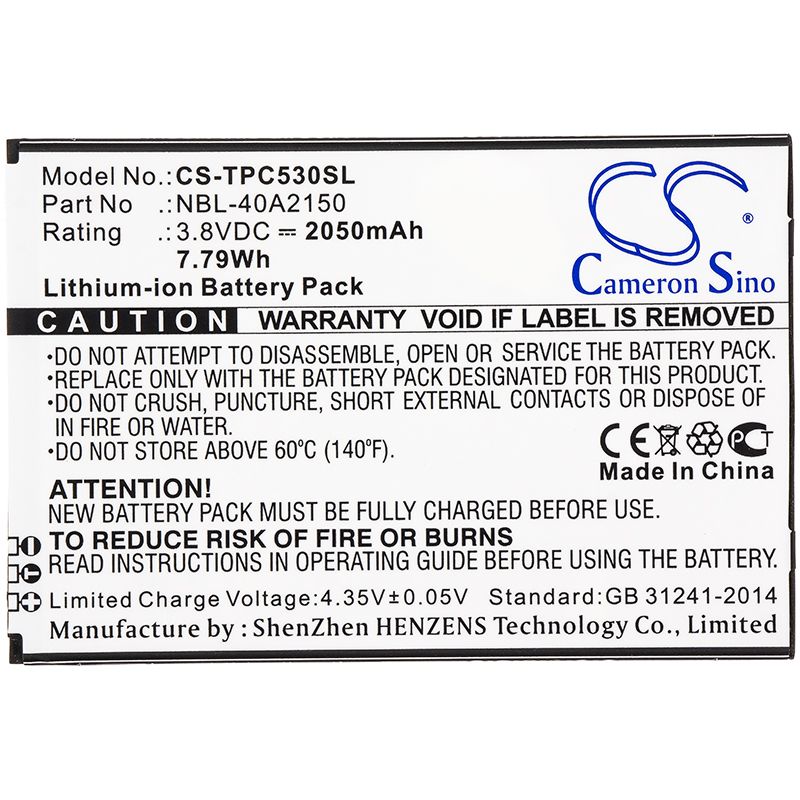 Model No.: CS-TPC530SL
Part No : NBL-40A2150
Rating : 3.8VDC ⎓ 2050mAh
7.79Wh
Lithium-ion Battery Pack
CS ®
Cameron Sino
CAUTION WARRANTY VOID IF LABEL IS REMOVED
•DO NOT ATTEMPT TO DISASSEMBLE, OPEN OR SERVICE THE BATTERY PACK.
•REPLACE ONLY WITH THE BATTERY PACK DESIGNATED FOR THIS PRODUCT.
•DO NOT CRUSH, PUNCTURE, SHORT EXTERNAL CONTACTS OR DISPOSE OF
IN FIRE OR WATER.
•DO NOT STORE ABOVE 60ºC (140ºF).
CE PCT
Made In China
ATTENTION!
NEW BATTERY PACK MUST BE FULLY CHARGED BEFORE USE.
TO REDUCE RISK OF FIRE OR BURNS
READ INSTRUCTIONS IN OPERATING GUIDE BEFORE USING THE BATTERY.
Limited Charge Voltage:4.35V±0.05V Standard:GB 31241-2014
Manufacture by : ShenZhen HENZENS Technology Co., Limited